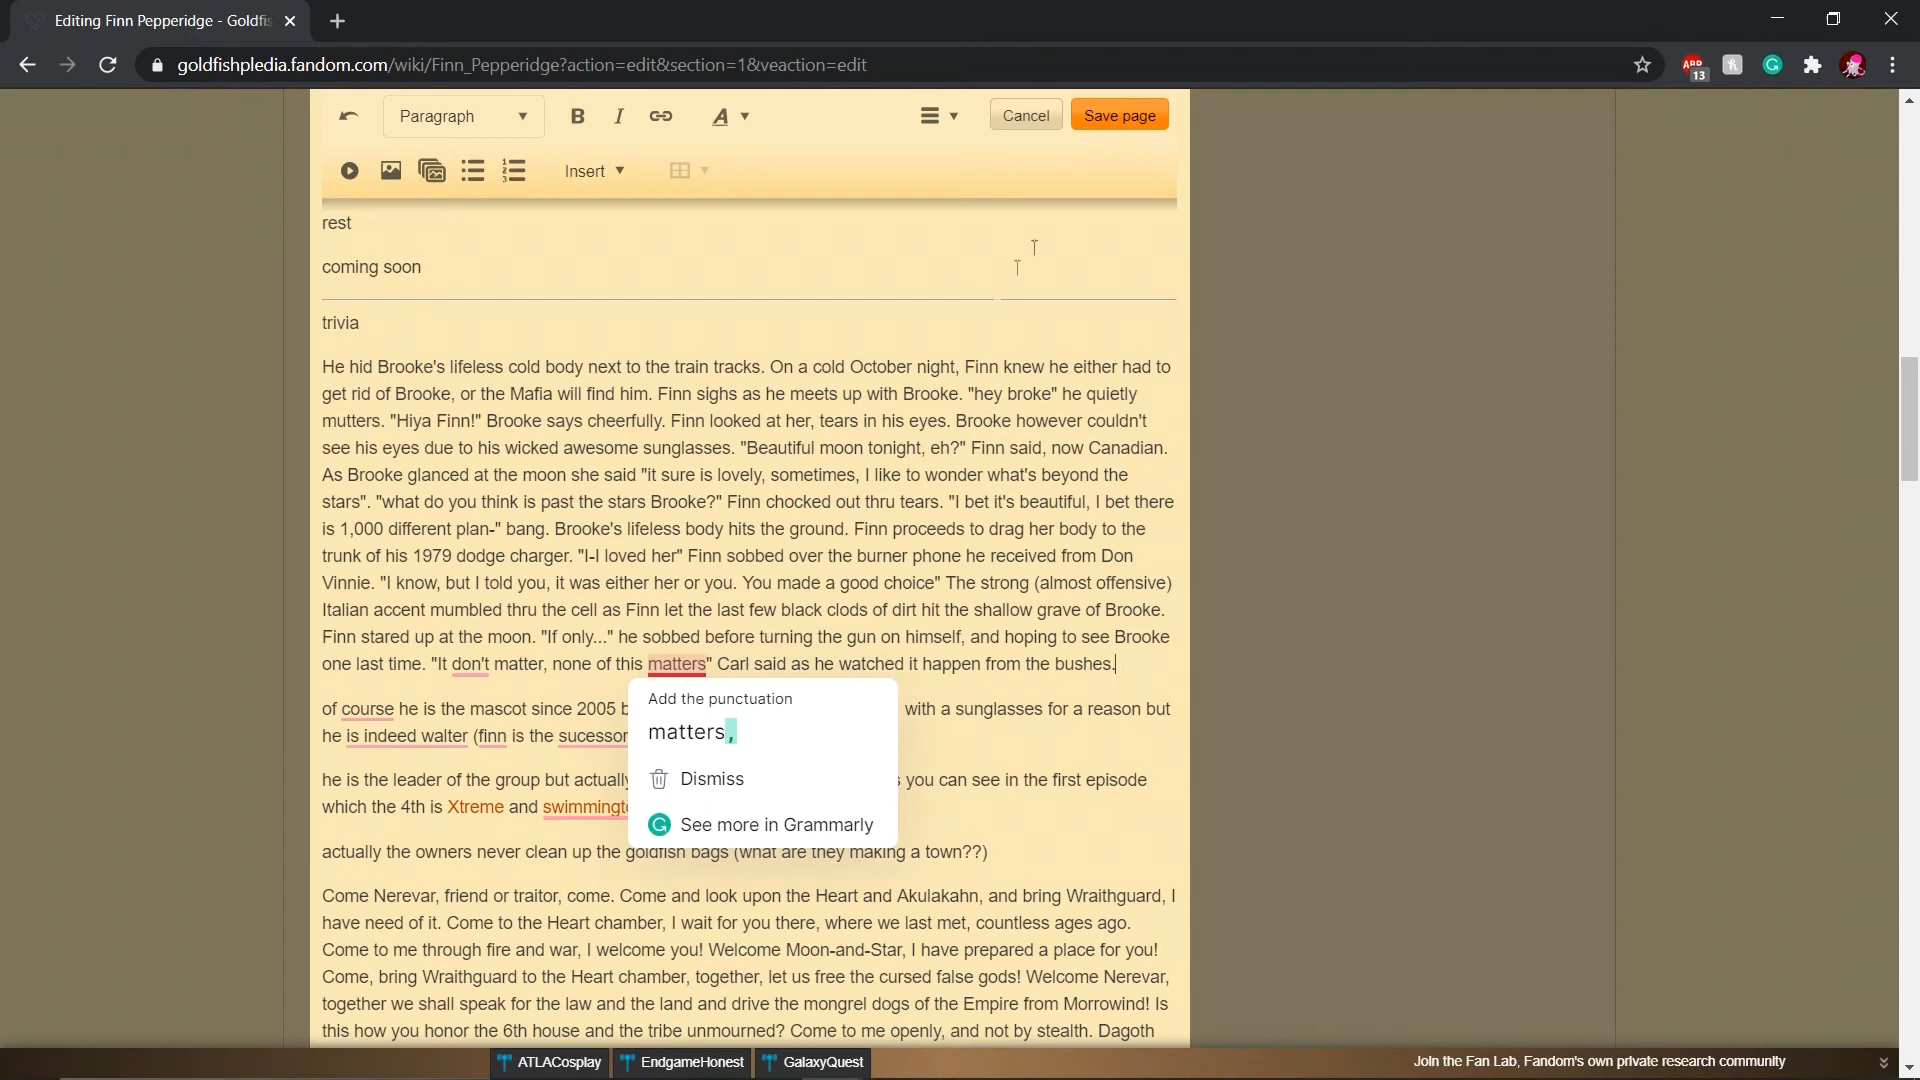 Editing Finn Pepperidge - Goldfis
goldfishpledia.fandom.com/wiki/Finn_Pepperidge?action=edit&section=1&veaction=edit
ABP
13
Paragraph
B
I
A
Cancel
Save page
Insert
rest
coming soon
trivia
He hid Brooke's lifeless cold body next to the train tracks. On a cold October night, Finn knew he either had to
get rid of Brooke, or the Mafia will find him. Finn sighs as he meets up with Brooke. "hey broke" he quietly
mutters. "Hiya Finn!" Brooke says cheerfully. Finn looked at her, tears in his eyes. Brooke however couldn't
see his eyes due to his wicked awesome sunglasses. "Beautiful moon tonight, eh?" Finn said, now Canadian.
As Brooke glanced at the moon she said "it sure is lovely, sometimes, I like to wonder what's beyond the
stars". "what do you think is past the stars Brooke?" Finn chocked out thru tears. "I bet it's beautiful, I bet there
is 1,000 different plan-" bang. Brooke's lifeless body hits the ground. Finn proceeds to drag her body to the
trunk of his 1979 dodge charger. "I-I loved her" Finn sobbed over the burner phone he received from Don
Vinnie. "I know, but I told you, it was either her or you. You made a good choice" The strong (almost offensive)
Italian accent mumbled thru the cell as Finn let the last few black clods of dirt hit the shallow grave of Brooke.
Finn stared up at the moon. "If only..." he sobbed before turning the gun on himself, and hoping to see Brooke
one last time. "It don't matter, none of this matters" Carl said as he watched it happen from the bushes.
Add the punctuation
matters,
Dismiss
See more in Grammarly
of course he is the mascot since 2005 b with a sunglasses for a reason but
he is indeed walter (finn is the sucessor
he is the leader of the group but actually you can see in the first episode
which the 4th is Xtreme and swimmingt
actually the owners never clean up the goldfish bags (what are they making a town??)
Come Nerevar, friend or traitor, come. Come and look upon the Heart and Akulakahn, and bring Wraithguard, I
have need of it. Come to the Heart chamber, I wait for you there, where we last met, countless ages ago.
Come to me through fire and war, I welcome you! Welcome Moon-and-Star, I have prepared a place for you!
Come, bring Wraithguard to the Heart chamber, together, let us free the cursed false gods! Welcome Nerevar,
together we shall speak for the law and the land and drive the mongrel dogs of the Empire from Morrowind! Is
this how you honor the 6th house and the tribe unmourned? Come to me openly, and not by stealth. Dagoth
ATLACosplay
EndgameHonest
GalaxyQuest
Join the Fan Lab, Fandom's own private research community